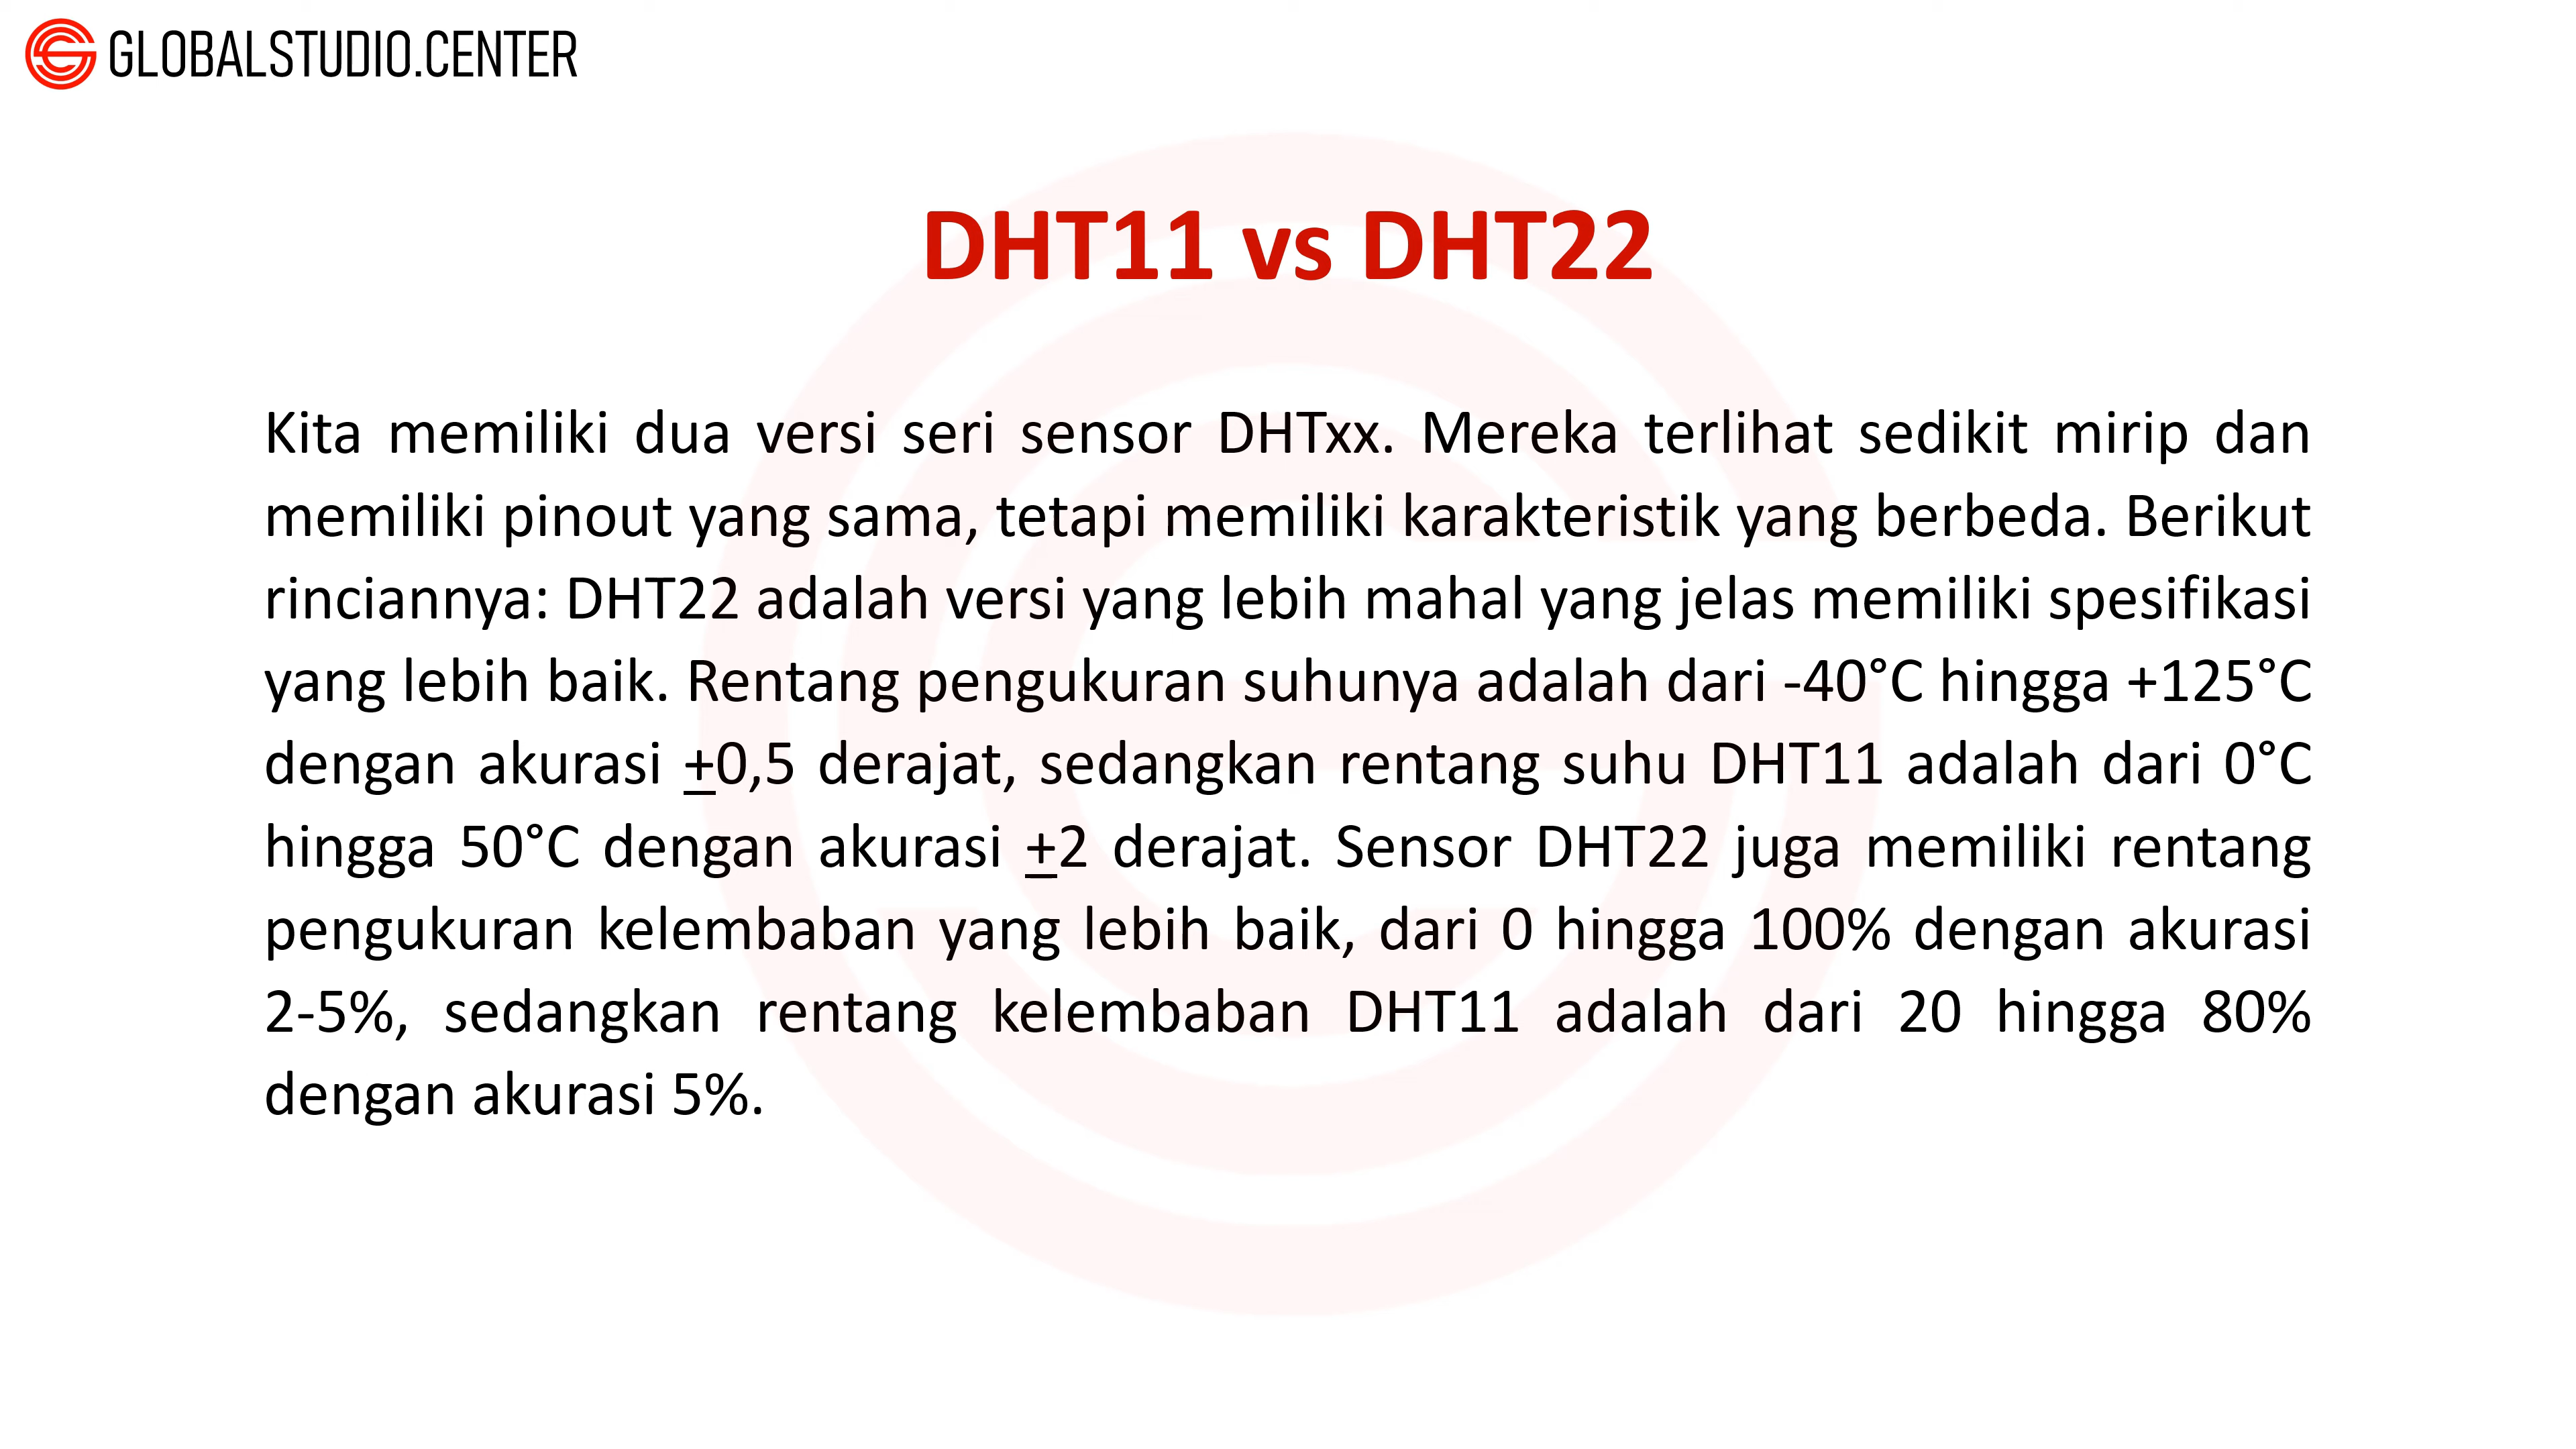 GLOBALSTUDIO.CENTER
DHT11 vs DHT22
Kita memiliki dua versi seri sensor DHTxx. Mereka terlihat sedikit mirip dan
memiliki pinout yang sama, tetapi memiliki karakteristik yang berbeda. Berikut
rinciannya: DHT22 adalah versi yang lebih mahal yang jelas memiliki spesifikasi
yang lebih baik. Rentang pengukuran suhunya adalah dari -40°C hingga +125°C
dengan akurasi ±0,5 derajat, sedangkan rentang suhu DHT11 adalah dari 0°C
hingga 50°C dengan akurasi ±2 derajat. Sensor DHT22 juga memiliki rentang
pengukuran kelembaban yang lebih baik, dari 0 hingga 100% dengan akurasi
2-5%, sedangkan rentang kelembaban DHT11 adalah dari 20 hingga 80%
dengan akurasi 5%.